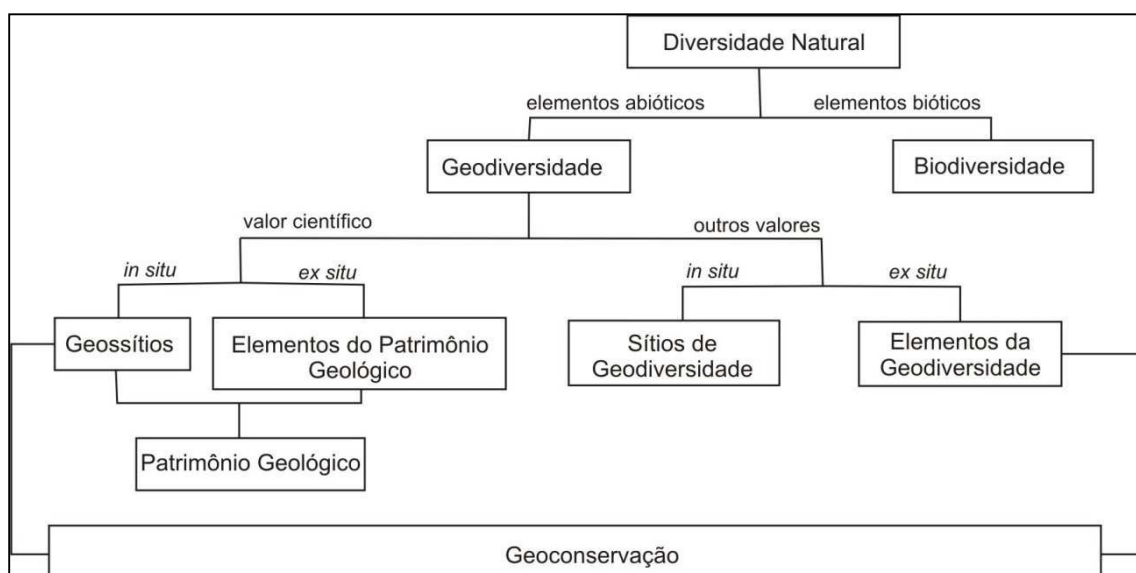 Diversidade Natural
elementos abióticos
elementos bióticos
Geodiversidade
Biodiversidade
valor científico
outros valores
in situ
ex situ
in situ
ex situ
Geossítios
Elementos do Patrimônio
Geológico
Sítios de
Geodiversidade
Elementos da
Geodiversidade
Patrimônio Geológico
Geoconservação